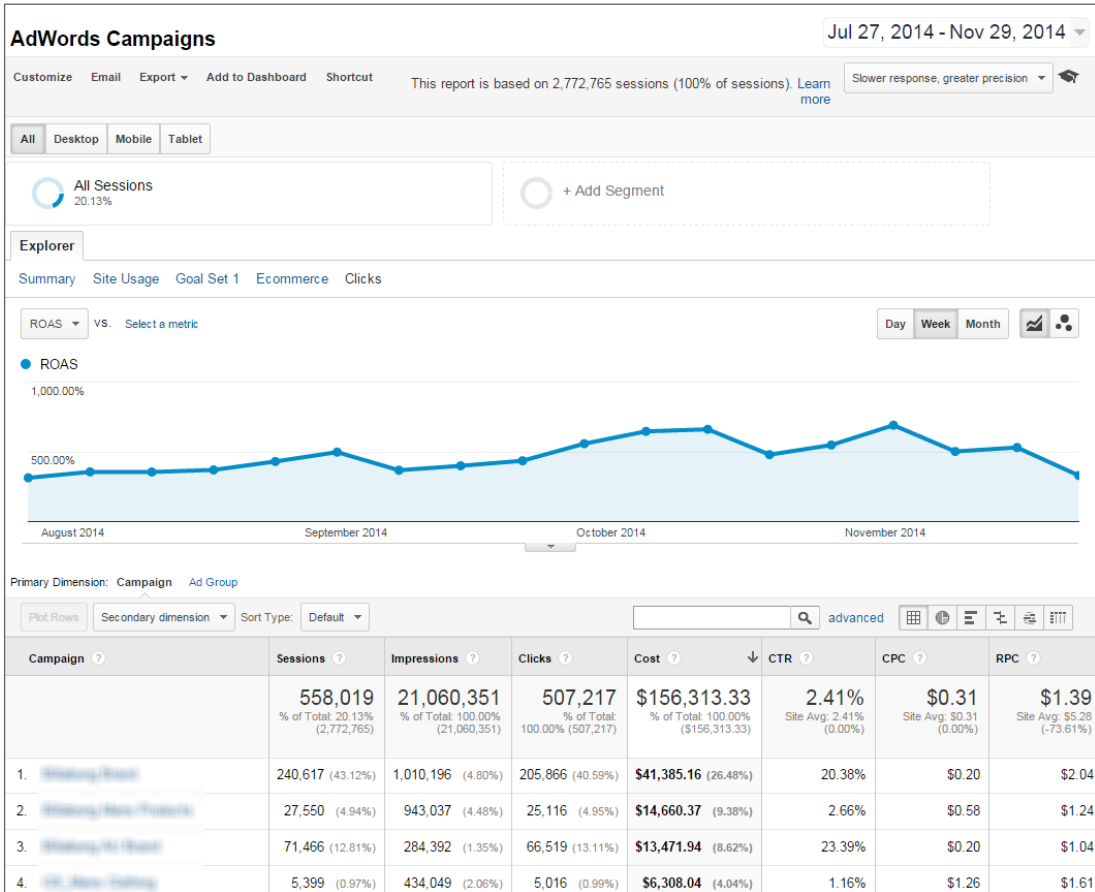 AdWords Campaigns
Jul 27, 2014 - Nov 29, 2014
Customize Email Export Add to Dashboard Shortcut
This report is based on 2,772,765 sessions (100% of sessions). Learn
more
Slower response, greater precision
All Desktop Mobile Tablet
All Sessions
20.13%
+ Add Segment
Explorer
Summary Site Usage Goal Set 1 Ecommerce Clicks
ROAS VS. Select a metric
Day Week Month
ROAS
1,000.00%
500.00%
August 2014 September 2014 October 2014 November 2014
Primary Dimension: Campaign Ad Group
Plot Rows Secondary dimension Sort Type: Default advanced
Campaign ? Sessions ? Impressions ? Clicks ? Cost ? CTR ? CPC ? RPC ?
558,019 21,060,351 507,217 $156,313.33 2.41% $0.31 $1.39
% of Total: 20.13% % of Total: 100.00% % of Total: % of Total: 100.00% Site Avg: 2.41% Site Avg: $0.31 Site Avg: $5.28
(2,772,765) (21,060,351) 100.00% (507,217) ($156,313.33) (0.00%) (0.00%) (-73.61%)
1. 240,617 (43.12%) 1,010,196 (4.80%) 205,866 (40.59%) $41,385.16 (26.48%) 20.38% $0.20 $2.04
2. 27,550 (4.94%) 943,037 (4.48%) 25,116 (4.95%) $14,660.37 (9.38%) 2.66% $0.58 $1.24
3. 71,466 (12.81%) 284,392 (1.35%) 66,519 (13.11%) $13,471.94 (8.62%) 23.39% $0.20 $1.04
4. 5,399 (0.97%) 434,049 (2.06%) 5,016 (0.99%) $6,308.04 (4.04%) 1.16% $1.26 $1.61